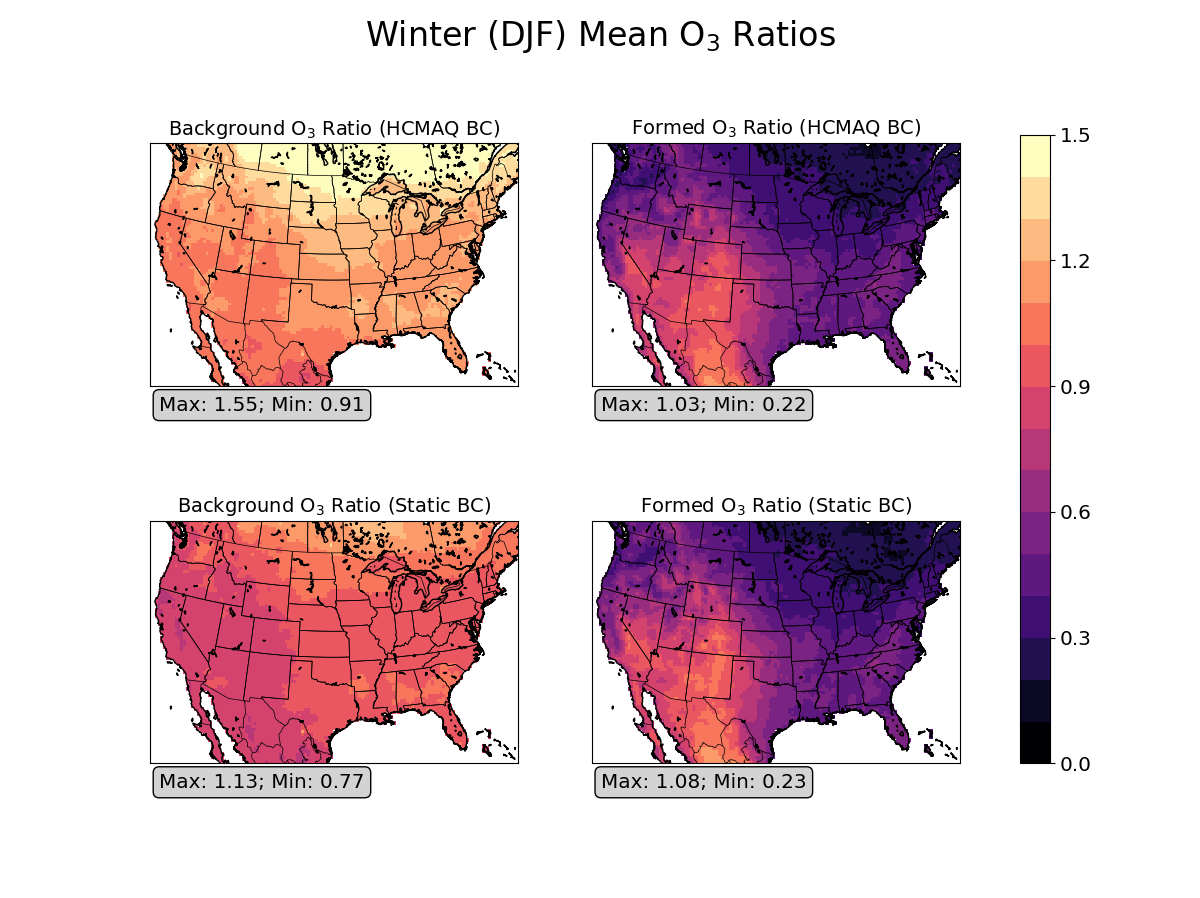 Winter (DJF) Mean O₃ Ratios
Background O₃ Ratio (HCMAQ BC)
Formed O₃ Ratio (HCMAQ BC)
Max: 1.55; Min: 0.91
Max: 1.03; Min: 0.22
Background O₃ Ratio (Static BC)
Formed O₃ Ratio (Static BC)
Max: 1.13; Min: 0.77
Max: 1.08; Min: 0.23
1.5
1.2
0.9
0.6
0.3
0.0